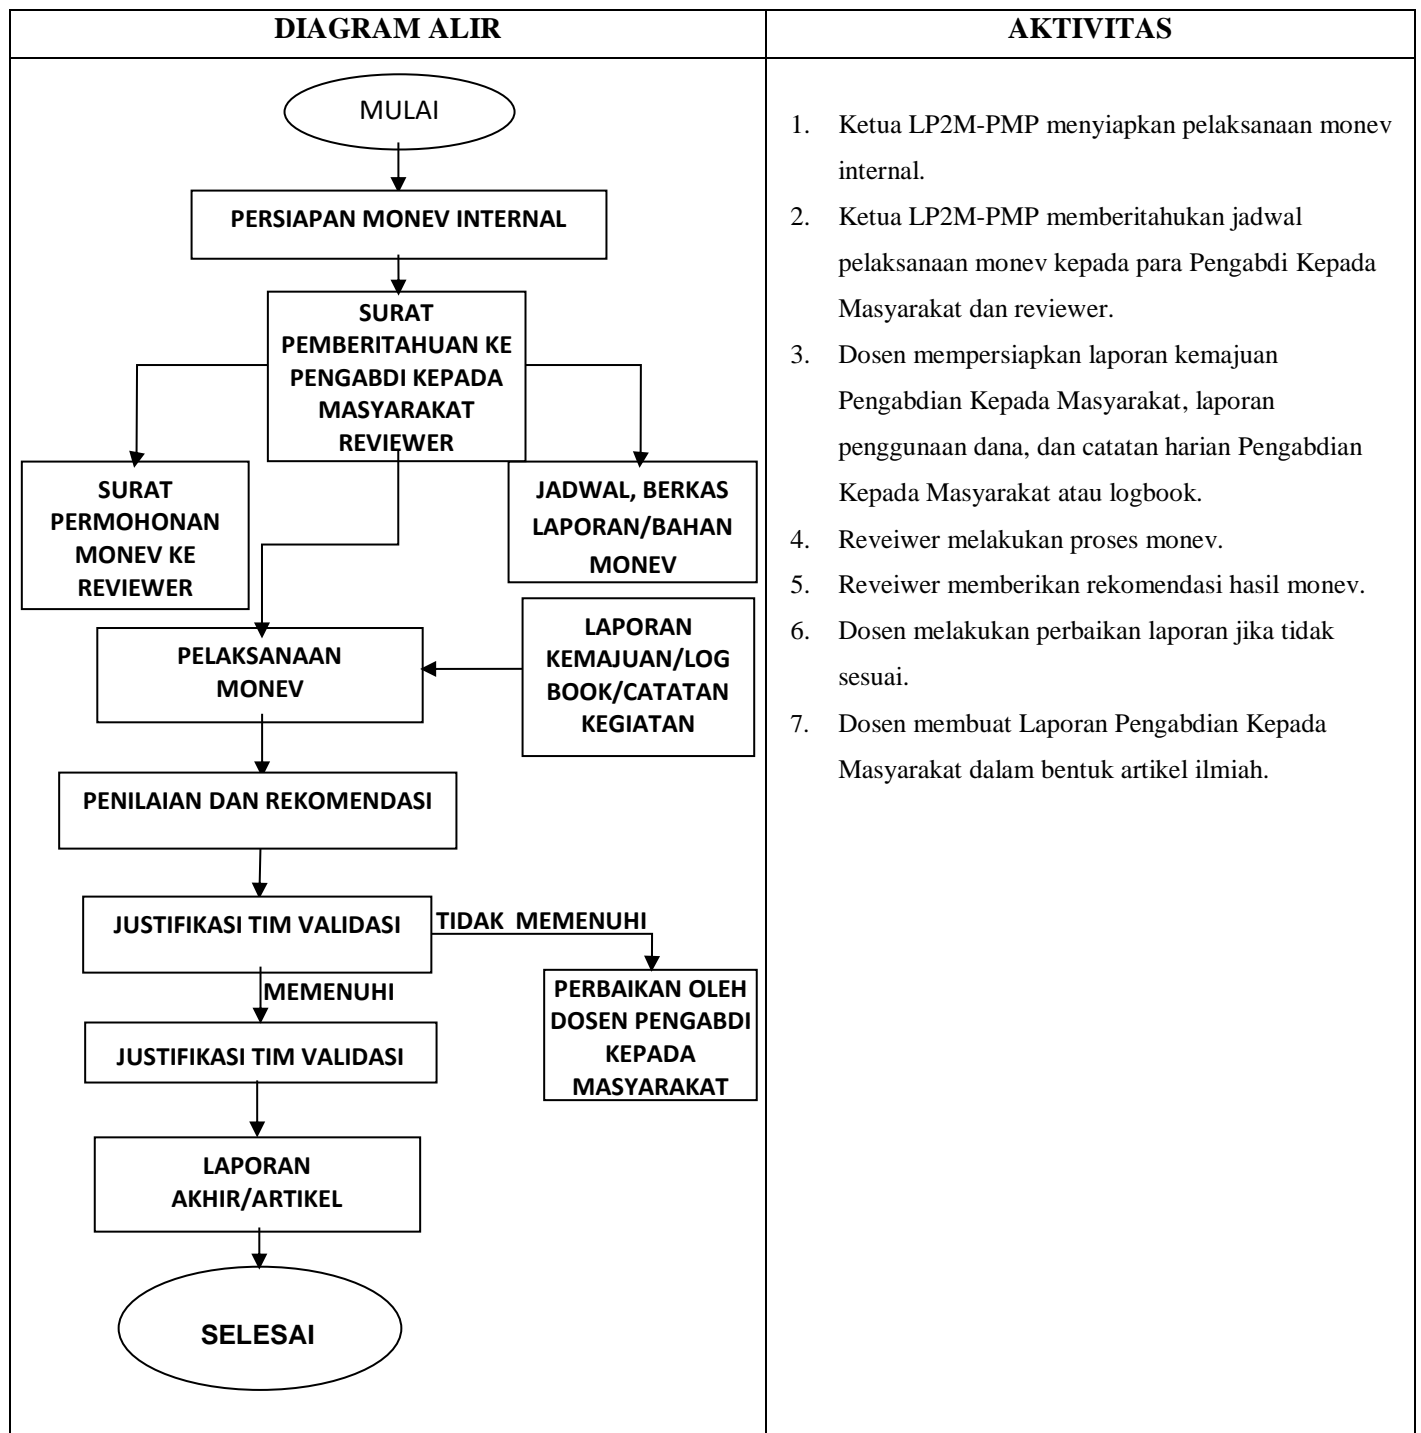 DIAGRAM ALIR
AKTIVITAS
MULAI
PERSIAPAN MONEV INTERNAL
SURAT
PEMBERITAHUAN KE
PENGABDI KEPADA
MASYARAKAT
REVIEWER
SURAT
PERMOHONAN
MONEV KE
REVIEWER
JADWAL, BERKAS
LAPORAN/BAHAN
MONEV
LAPORAN
KEMAJUAN/LOG
BOOK/CATATAN
KEGIATAN
PELAKSANAAN
MONEV
PENILAIAN DAN REKOMENDASI
JUSTIFIKASI TIM VALIDASI
TIDAK  MEMENUHI
MEMENUHI
PERBAIKAN OLEH
DOSEN PENGABDI
KEPADA
MASYARAKAT
JUSTIFIKASI TIM VALIDASI
LAPORAN
AKHIR/ARTIKEL
SELESAI
1. Ketua LP2M-PMP menyiapkan pelaksanaan monev
internal.
2. Ketua LP2M-PMP memberitahukan jadwal
pelaksanaan monev kepada para Pengabdi Kepada
Masyarakat dan reviewer.
3. Dosen mempersiapkan laporan kemajuan
Pengabdian Kepada Masyarakat, laporan
penggunaan dana, dan catatan harian Pengabdian
Kepada Masyarakat atau logbook.
4. Reveiwer melakukan proses monev.
5. Reveiwer memberikan rekomendasi hasil monev.
6. Dosen melakukan perbaikan laporan jika tidak
sesuai.
7. Dosen membuat Laporan Pengabdian Kepada
Masyarakat dalam bentuk artikel ilmiah.